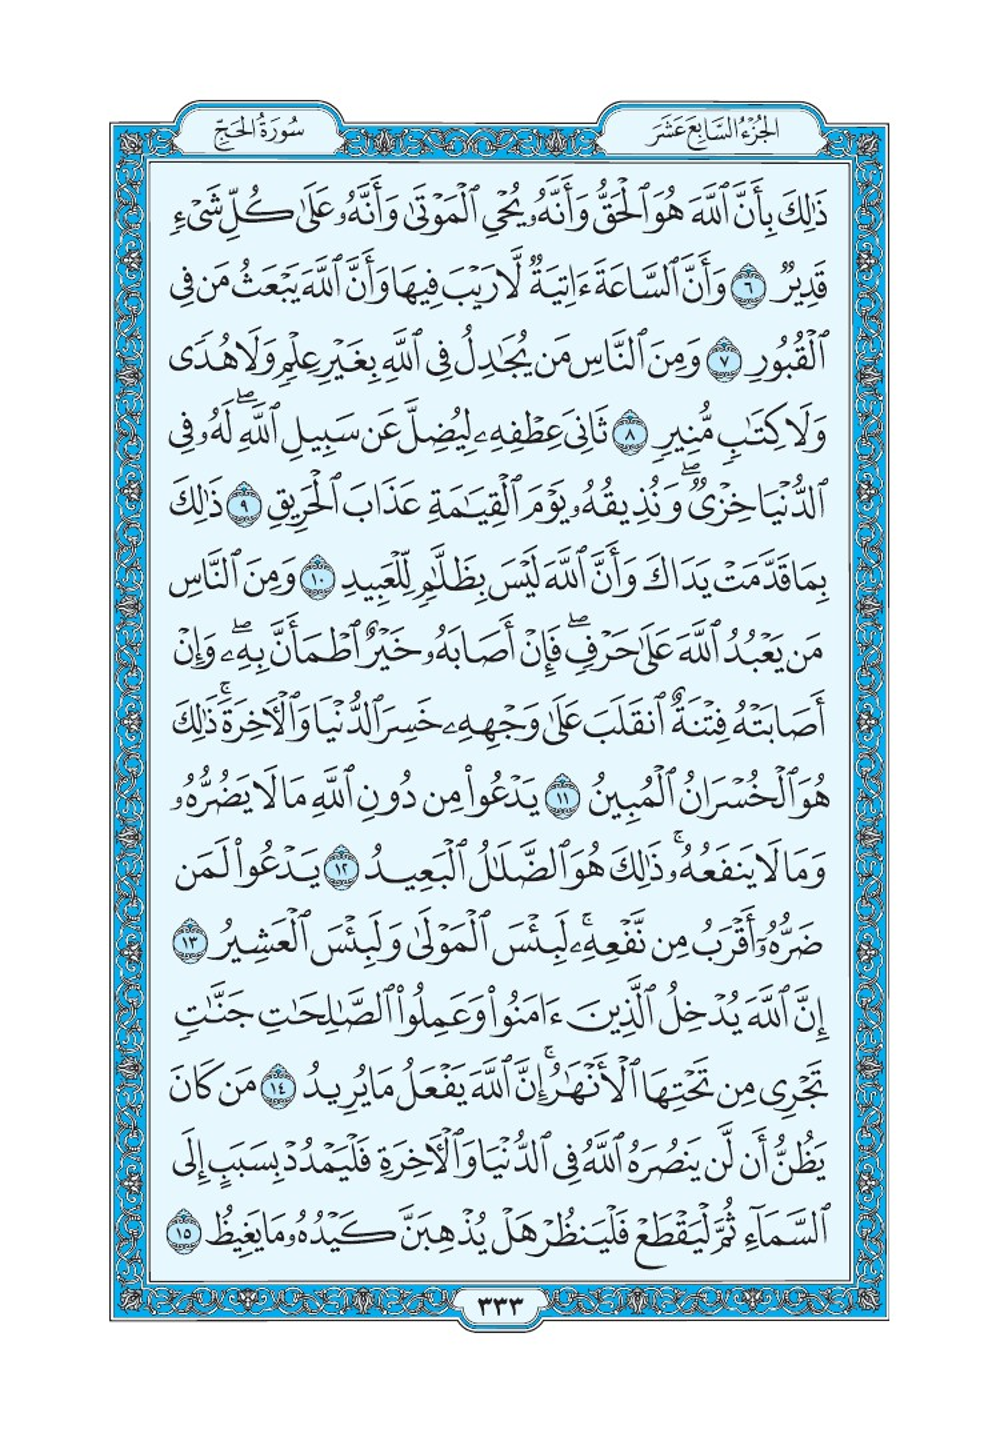 الجُزْءُ السَّابِعَ عَشَرَ
سُورَةُ الحَجِّ
ذَٰلِكَ بِأَنَّ ٱللَّهَ هُوَ ٱلْحَقُّ وَأَنَّهُۥ يُحْىِ ٱلْمَوْتَىٰ وَأَنَّهُۥ عَلَىٰ كُلِّ شَىْءٍ
قَدِيرٌ ٦ وَأَنَّ ٱلسَّاعَةَ ءَاتِيَةٌ لَّا رَيْبَ فِيهَا وَأَنَّ ٱللَّهَ يَبْعَثُ مَن فِى
ٱلْقُبُورِ ٧ وَمِنَ ٱلنَّاسِ مَن يُجَٰدِلُ فِى ٱللَّهِ بِغَيْرِ عِلْمٍ وَلَا هُدًى
وَلَا كِتَٰبٍ مُّنِيرٍ ٨ ثَانِىَ عِطْفِهِۦ لِيُضِلَّ عَن سَبِيلِ ٱللَّهِ ۖ لَهُۥ فِى
ٱلدُّنْيَا خِزْىٌ ۖ وَنُذِيقُهُۥ يَوْمَ ٱلْقِيَٰمَةِ عَذَابَ ٱلْحَرِيقِ ٩ ذَٰلِكَ
بِمَا قَدَّمَتْ يَدَاكَ وَأَنَّ ٱللَّهَ لَيْسَ بِظَلَّٰمٍ لِّلْعَبِيدِ ١٠ وَمِنَ ٱلنَّاسِ
مَن يَعْبُدُ ٱللَّهَ عَلَىٰ حَرْفٍ ۖ فَإِنْ أَصَابَهُۥ خَيْرٌ ٱطْمَأَنَّ بِهِۦ ۖ وَإِنْ
أَصَابَتْهُ فِتْنَةٌ ٱنقَلَبَ عَلَىٰ وَجْهِهِۦ خَسِرَ ٱلدُّنْيَا وَٱلْءَاخِرَةَ ۚ ذَٰلِكَ
هُوَ ٱلْخُسْرَانُ ٱلْمُبِينُ ١١ يَدْعُوا۟ مِن دُونِ ٱللَّهِ مَا لَا يَضُرُّهُۥ
وَمَا لَا يَنفَعُهُۥ ۚ ذَٰلِكَ هُوَ ٱلضَّلَٰلُ ٱلْبَعِيدُ ١٢ يَدْعُوا۟ لَمَن
ضَرُّهُۥٓ أَقْرَبُ مِن نَّفْعِهِۦ ۚ لَبِئْسَ ٱلْمَوْلَىٰ وَلَبِئْسَ ٱلْعَشِيرُ ١٣
إِنَّ ٱللَّهَ يُدْخِلُ ٱلَّذِينَ ءَامَنُوا۟ وَعَمِلُوا۟ ٱلصَّٰلِحَٰتِ جَنَّٰتٍ
تَجْرِى مِن تَحْتِهَا ٱلْأَنْهَٰرُ ۚ إِنَّ ٱللَّهَ يَفْعَلُ مَا يُرِيدُ ١٤ مَن كَانَ
يَظُنُّ أَن لَّن يَنصُرَهُ ٱللَّهُ فِى ٱلدُّنْيَا وَٱلْءَاخِرَةِ فَلْيَمْدُدْ بِسَبَبٍ إِلَى
ٱلسَّمَآءِ ثُمَّ لْيَقْطَعْ فَلْيَنظُرْ هَلْ يُذْهِبَنَّ كَيْدُهُۥ مَا يَغِيظُ ١٥
٣٣٣